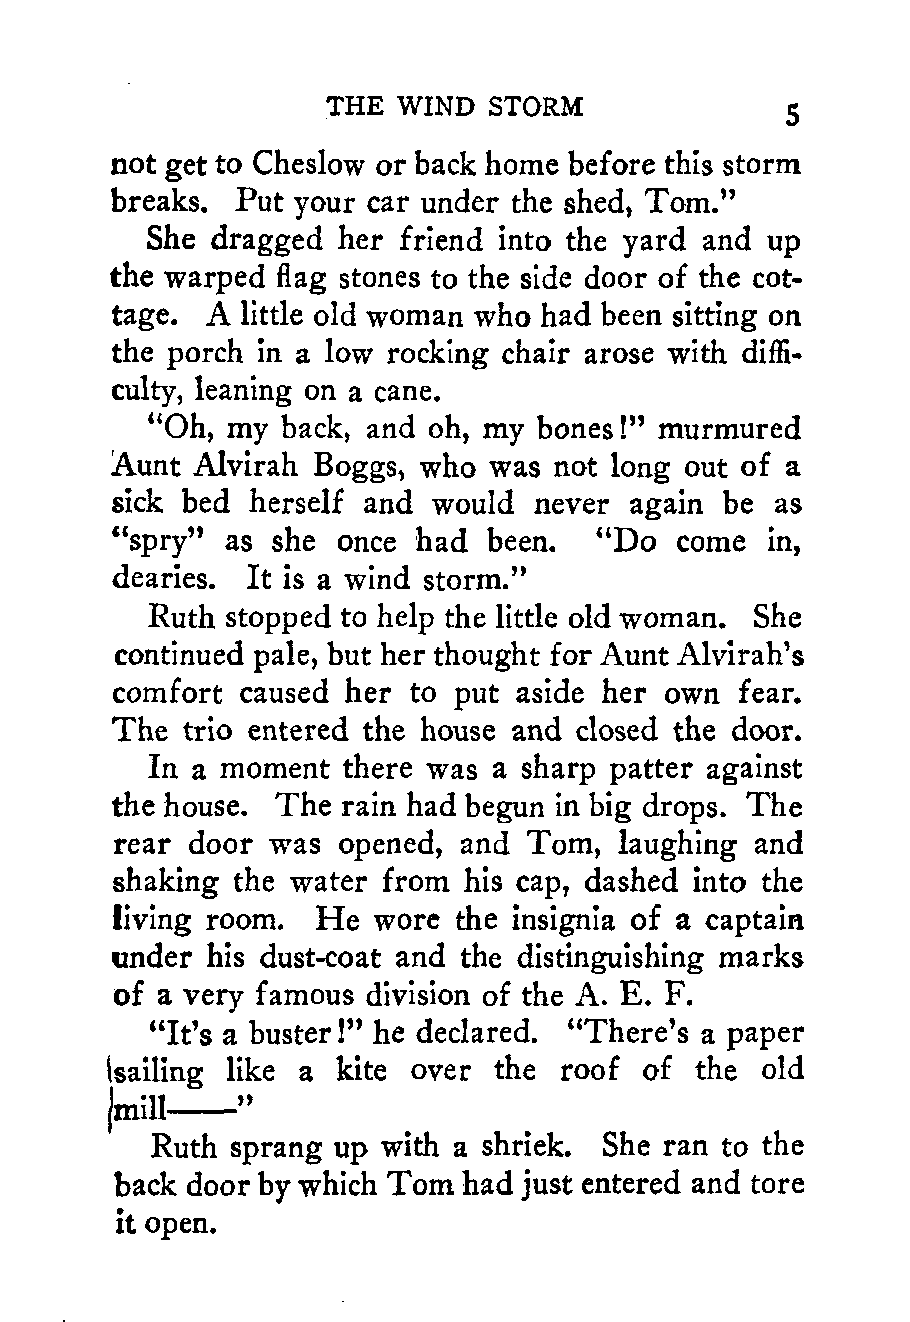 THE WIND STORM 5
not get to Cheslow or back home before this storm
breaks. Put your car under the shed, Tom."
She dragged her friend into the yard and up
the warped flag stones to the side door of the cot-
tage. A little old woman who had been sitting on
the porch in a low rocking chair arose with diffi-
culty, leaning on a cane.
"Oh, my back, and oh, my bones!" murmured
Aunt Alvirah Boggs, who was not long out of a
sick bed herself and would never again be as
"spry" as she once had been. "Do come in,
dearies. It is a wind storm."
Ruth stopped to help the little old woman. She
continued pale, but her thought for Aunt Alvirah's
comfort caused her to put aside her own fear.
The trio entered the house and closed the door.
In a moment there was a sharp patter against
the house. The rain had begun in big drops. The
rear door was opened, and Tom, laughing and
shaking the water from his cap, dashed into the
living room. He wore the insignia of a captain
under his dust-coat and the distinguishing marks
of a very famous division of the A. E. F.
"It's a buster!" he declared. "There's a paper
sailing like a kite over the roof of the old
mill——"
Ruth sprang up with a shriek. She ran to the
back door by which Tom had just entered and tore
it open.